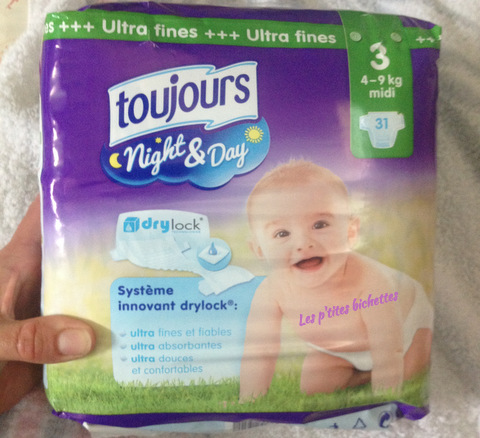 s +++ Ultra fines +++ Ultra fines ++
3
4-9 kg
midi
31
toujours
Night & Day
drylock®
Système
innovant drylock®:
ultra fines et fiables
ultra absorbantes
ultra douces
et confortables
Les p'tites bichettes